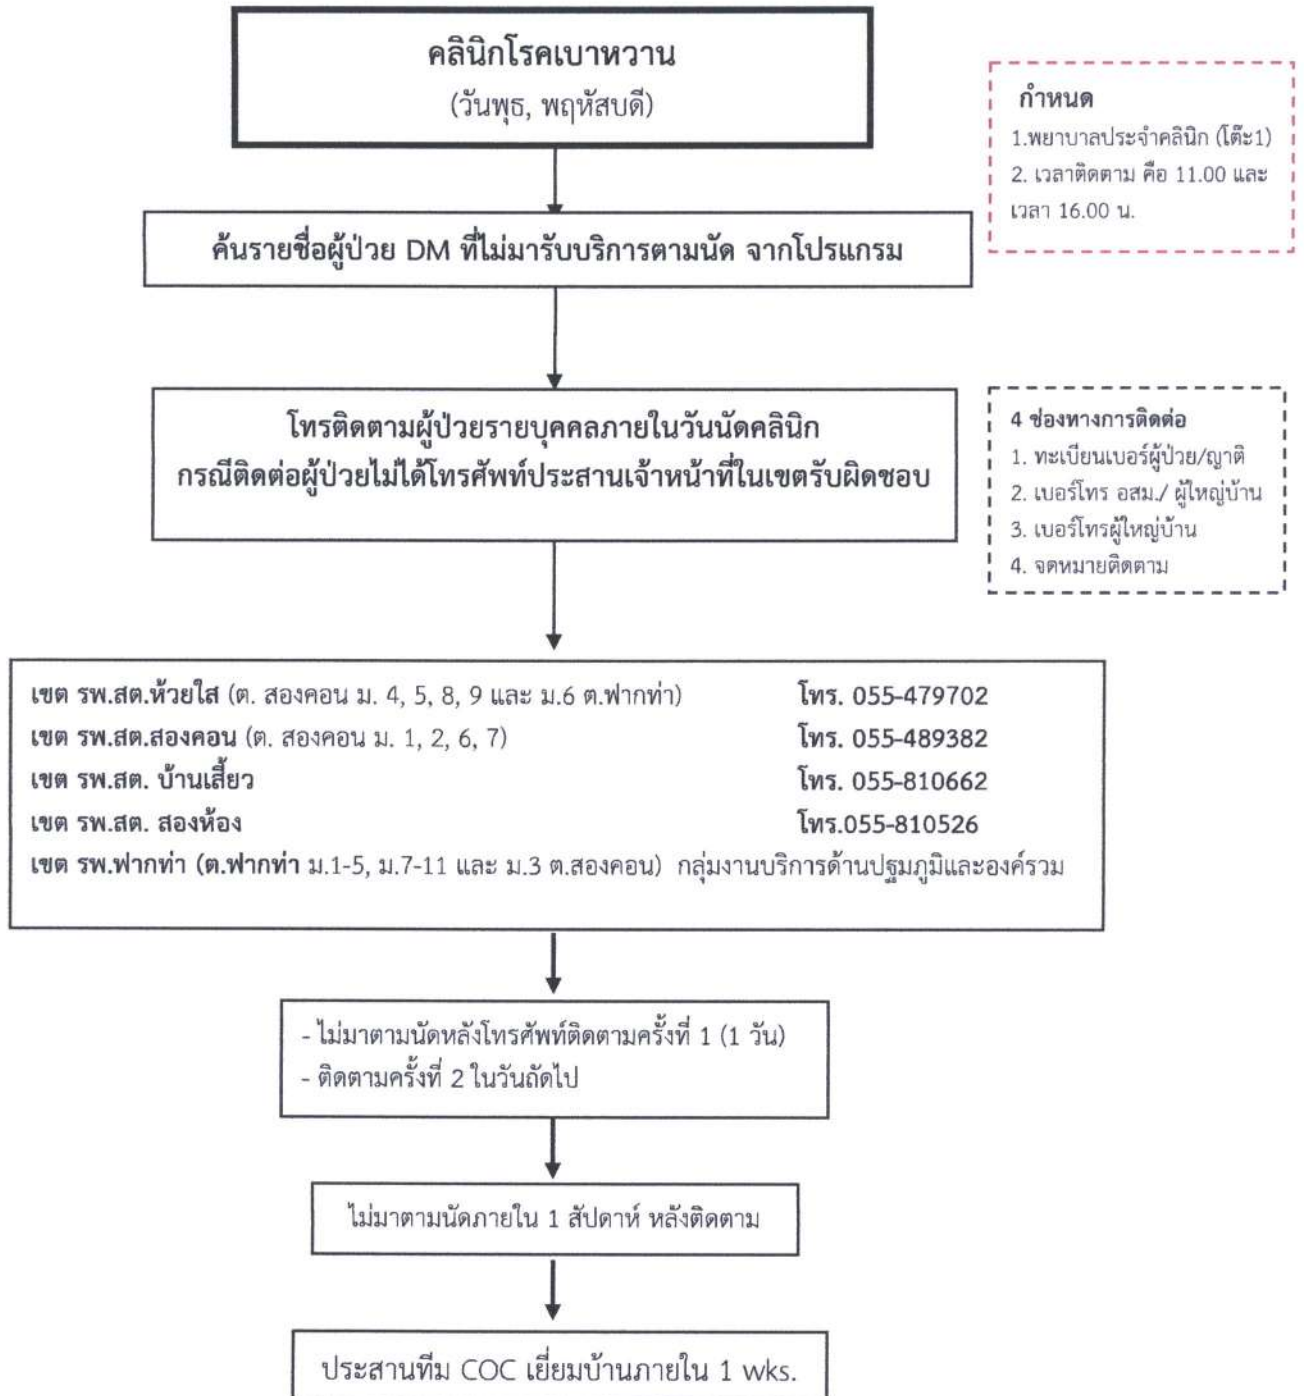 คลินิกโรคเบาหวาน
(วันพุธ, พฤหัสบดี)
กำหนด
1.พยาบาลประจำคลินิก (โต๊ะ1)
2. เวลาติดตาม คือ 11.00 และ
เวลา 16.00 น.
ค้นรายชื่อผู้ป่วย DM ที่ไม่มารับบริการตามนัด จากโปรแกรม
โทรติดตามผู้ป่วยรายบุคคลภายในวันนัดคลินิก
กรณีติดต่อผู้ป่วยไม่ได้โทรศัพท์ประสานเจ้าหน้าที่ในเขตรับผิดชอบ
4 ช่องทางการติดต่อ
1. ทะเบียนเบอร์ผู้ป่วย/ญาติ
2. เบอร์โทร อสม./ ผู้ใหญ่บ้าน
3. เบอร์โทรผู้ใหญ่บ้าน
4. จดหมายติดตาม
เขต รพ.สต.ห้วยใส (ต. สองคอน ม. 4, 5, 8, 9 และ ม.6 ต.ฟากท่า) โทร. 055-479702
เขต รพ.สต.สองคอน (ต. สองคอน ม. 1, 2, 6, 7) โทร. 055-489382
เขต รพ.สต. บ้านเสี้ยว โทร. 055-810662
เขต รพ.สต. สองห้อง โทร.055-810526
เขต รพ.ฟากท่า (ต.ฟากท่า ม.1-5, ม.7-11 และ ม.3 ต.สองคอน) กลุ่มงานบริการด้านปฐมภูมิและองค์รวม
- ไม่มาตามนัดหลังโทรศัพท์ติดตามครั้งที่ 1 (1 วัน)
- ติดตามครั้งที่ 2 ในวันถัดไป
ไม่มาตามนัดภายใน 1 สัปดาห์ หลังติดตาม
ประสานทีม COC เยี่ยมบ้านภายใน 1 wks.